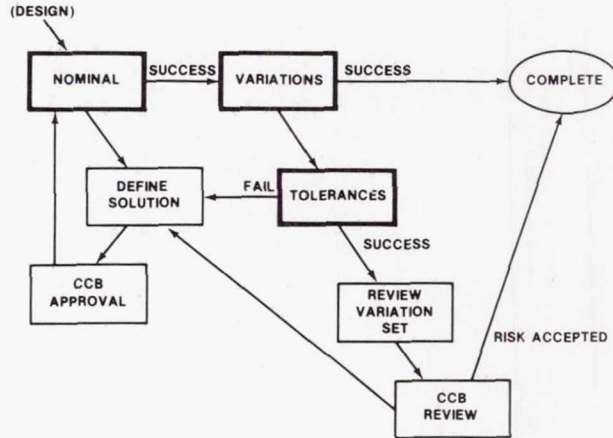 (DESIGN)
NOMINAL
SUCCESS
VARIATIONS
SUCCESS
COMPLETE
DEFINE
SOLUTION
FAIL
TOLERANCES
SUCCESS
CCB
APPROVAL
REVIEW
VARIATION
SET
RISK ACCEPTED
CCB
REVIEW